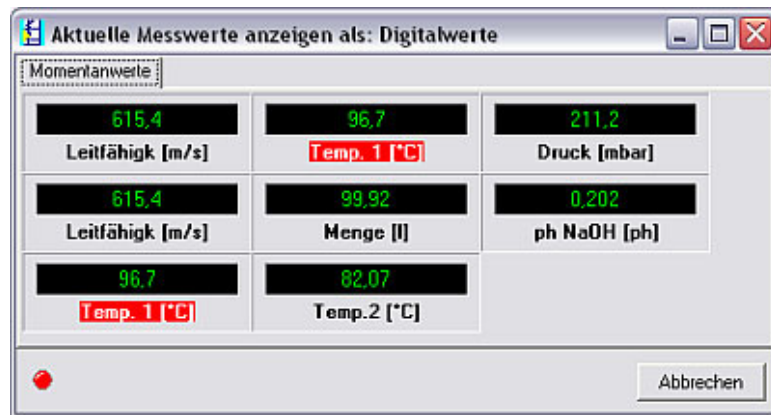 Aktuelle Messwerte anzeigen als: Digitalwerte
Momentanwerte
615,4 96,7 211,2
Leitfähigk [m/s] Temp. 1 [°C] Druck [mbar]
615,4 99,92 0,202
Leitfähigk [m/s] Menge [l] ph NaOH [ph]
96,7 82,07
Temp. 1 [°C] Temp.2 [°C]
Abbrechen